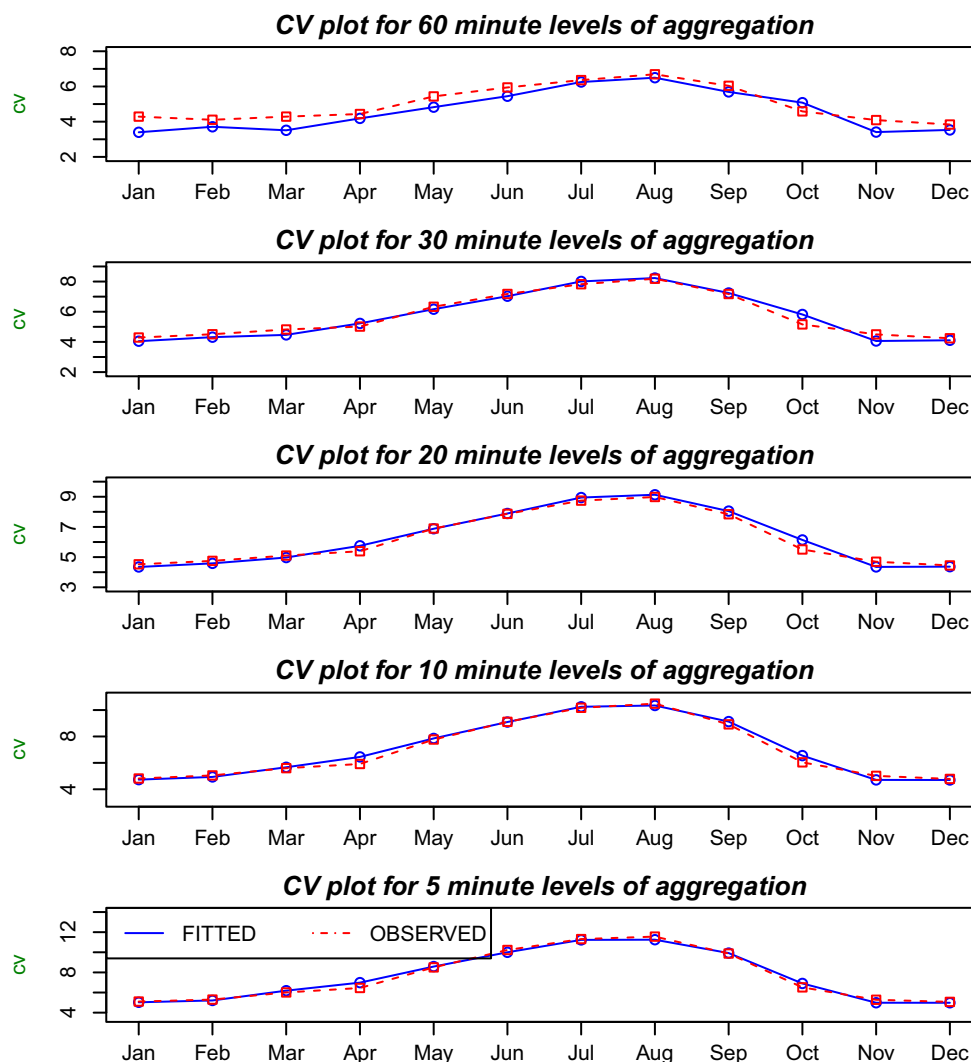 CV plot for 60 minute levels of aggregation
cv
8
6
4
2
Jan Feb Mar Apr May Jun Jul Aug Sep Oct Nov Dec
CV plot for 30 minute levels of aggregation
cv
8
6
4
2
Jan Feb Mar Apr May Jun Jul Aug Sep Oct Nov Dec
CV plot for 20 minute levels of aggregation
cv
9
7
5
3
Jan Feb Mar Apr May Jun Jul Aug Sep Oct Nov Dec
CV plot for 10 minute levels of aggregation
cv
8
4
Jan Feb Mar Apr May Jun Jul Aug Sep Oct Nov Dec
CV plot for 5 minute levels of aggregation
cv
12
8
4
FITTED OBSERVED
Jan Feb Mar Apr May Jun Jul Aug Sep Oct Nov Dec